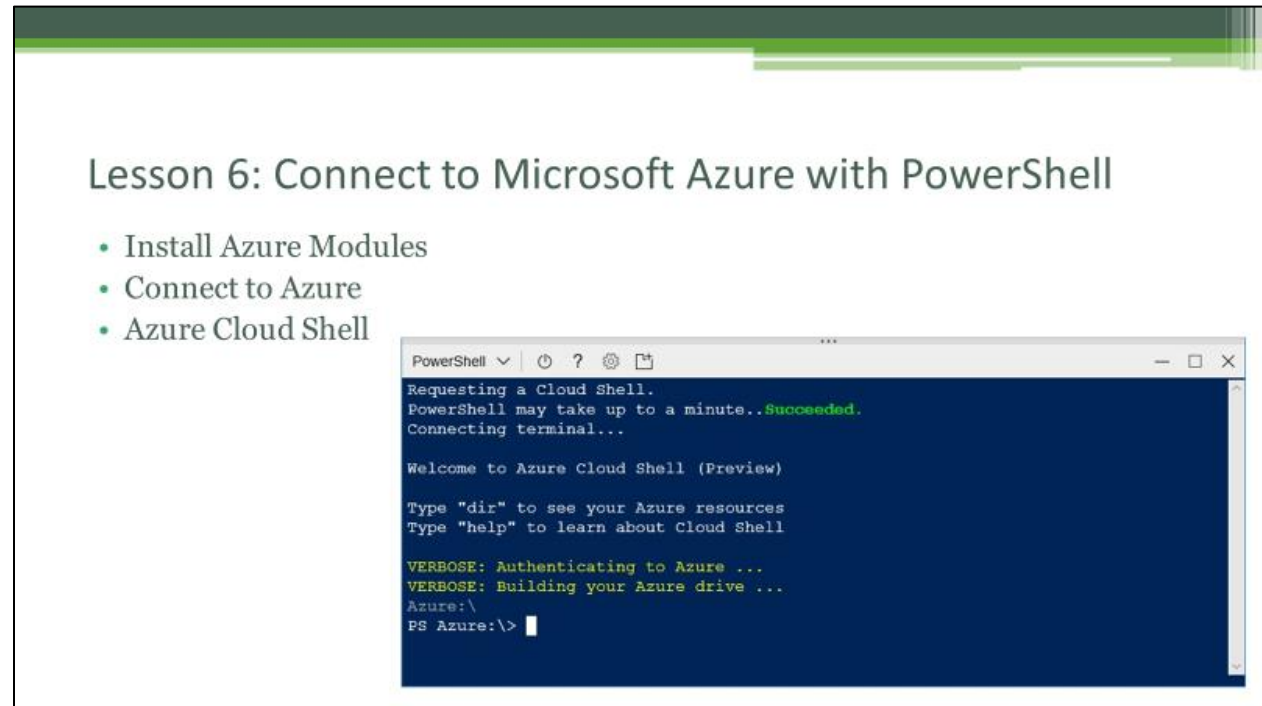 Lesson 6: Connect to Microsoft Azure with PowerShell
• Install Azure Modules
• Connect to Azure
• Azure Cloud Shell
PowerShell
Requesting a Cloud Shell.
PowerShell may take up to a minute..Succeeded.
Connecting terminal...
Welcome to Azure Cloud Shell (Preview)
Type "dir" to see your Azure resources
Type "help" to learn about Cloud Shell
VERBOSE: Authenticating to Azure ...
VERBOSE: Building your Azure drive ...
Azure:\
PS Azure:\>